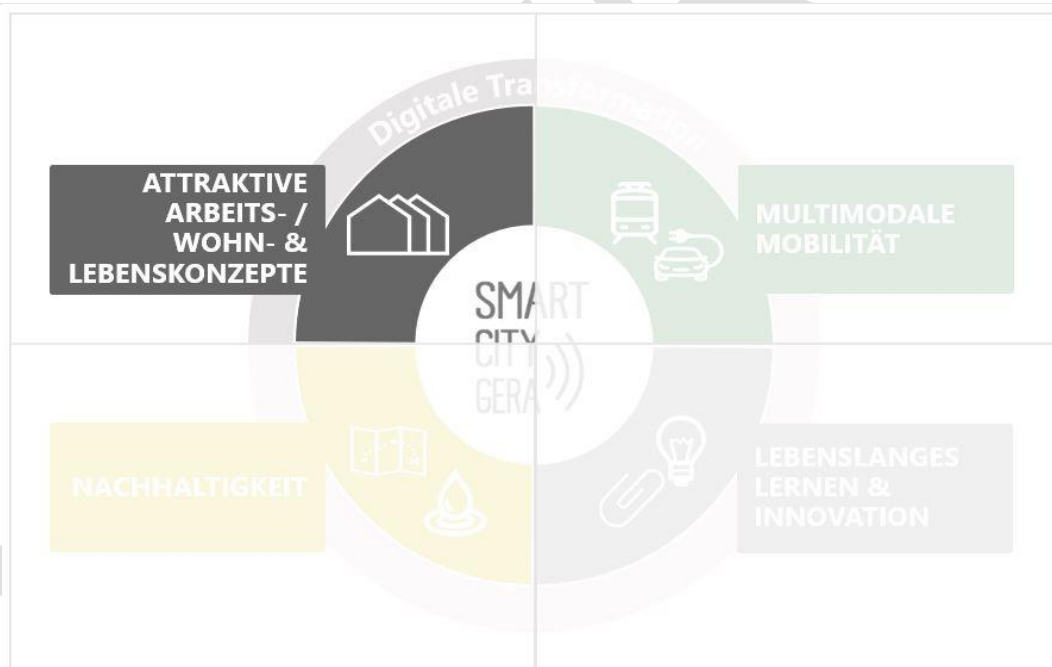 Digitale Transformation
ATTRAKTIVE
ARBEITS- /
WOHN- &
LEBENSKONZEPTE
MULTIMODALE
MOBILITÄT
SMART
CITY
GERA
NACHHALTIGKEIT
LEBENSLANGES
LERNEN &
INNOVATION